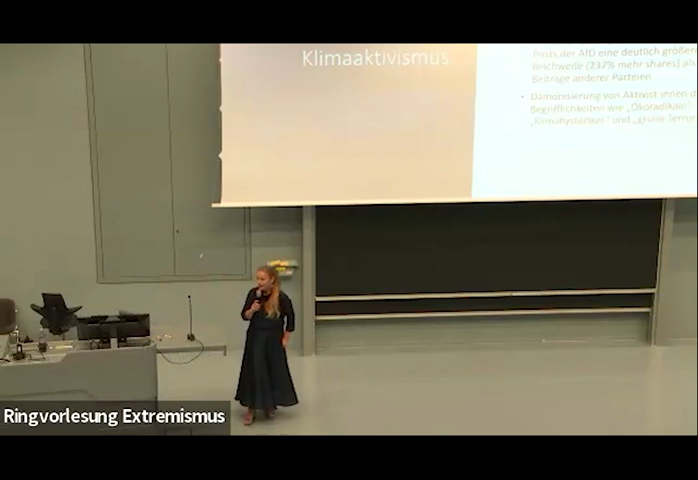 Klimaaktivismus
Posts der AfD eine deutlich größere
Reichweite (237% mehr shares) als
Beiträge anderer Parteien
• Dämonisierung von Aktivist:innen d
Begrifflichkeiten wie „Ökoradikale“,
„Klimahysteriker“ und „grüne Terror
Ringvorlesung Extremismus